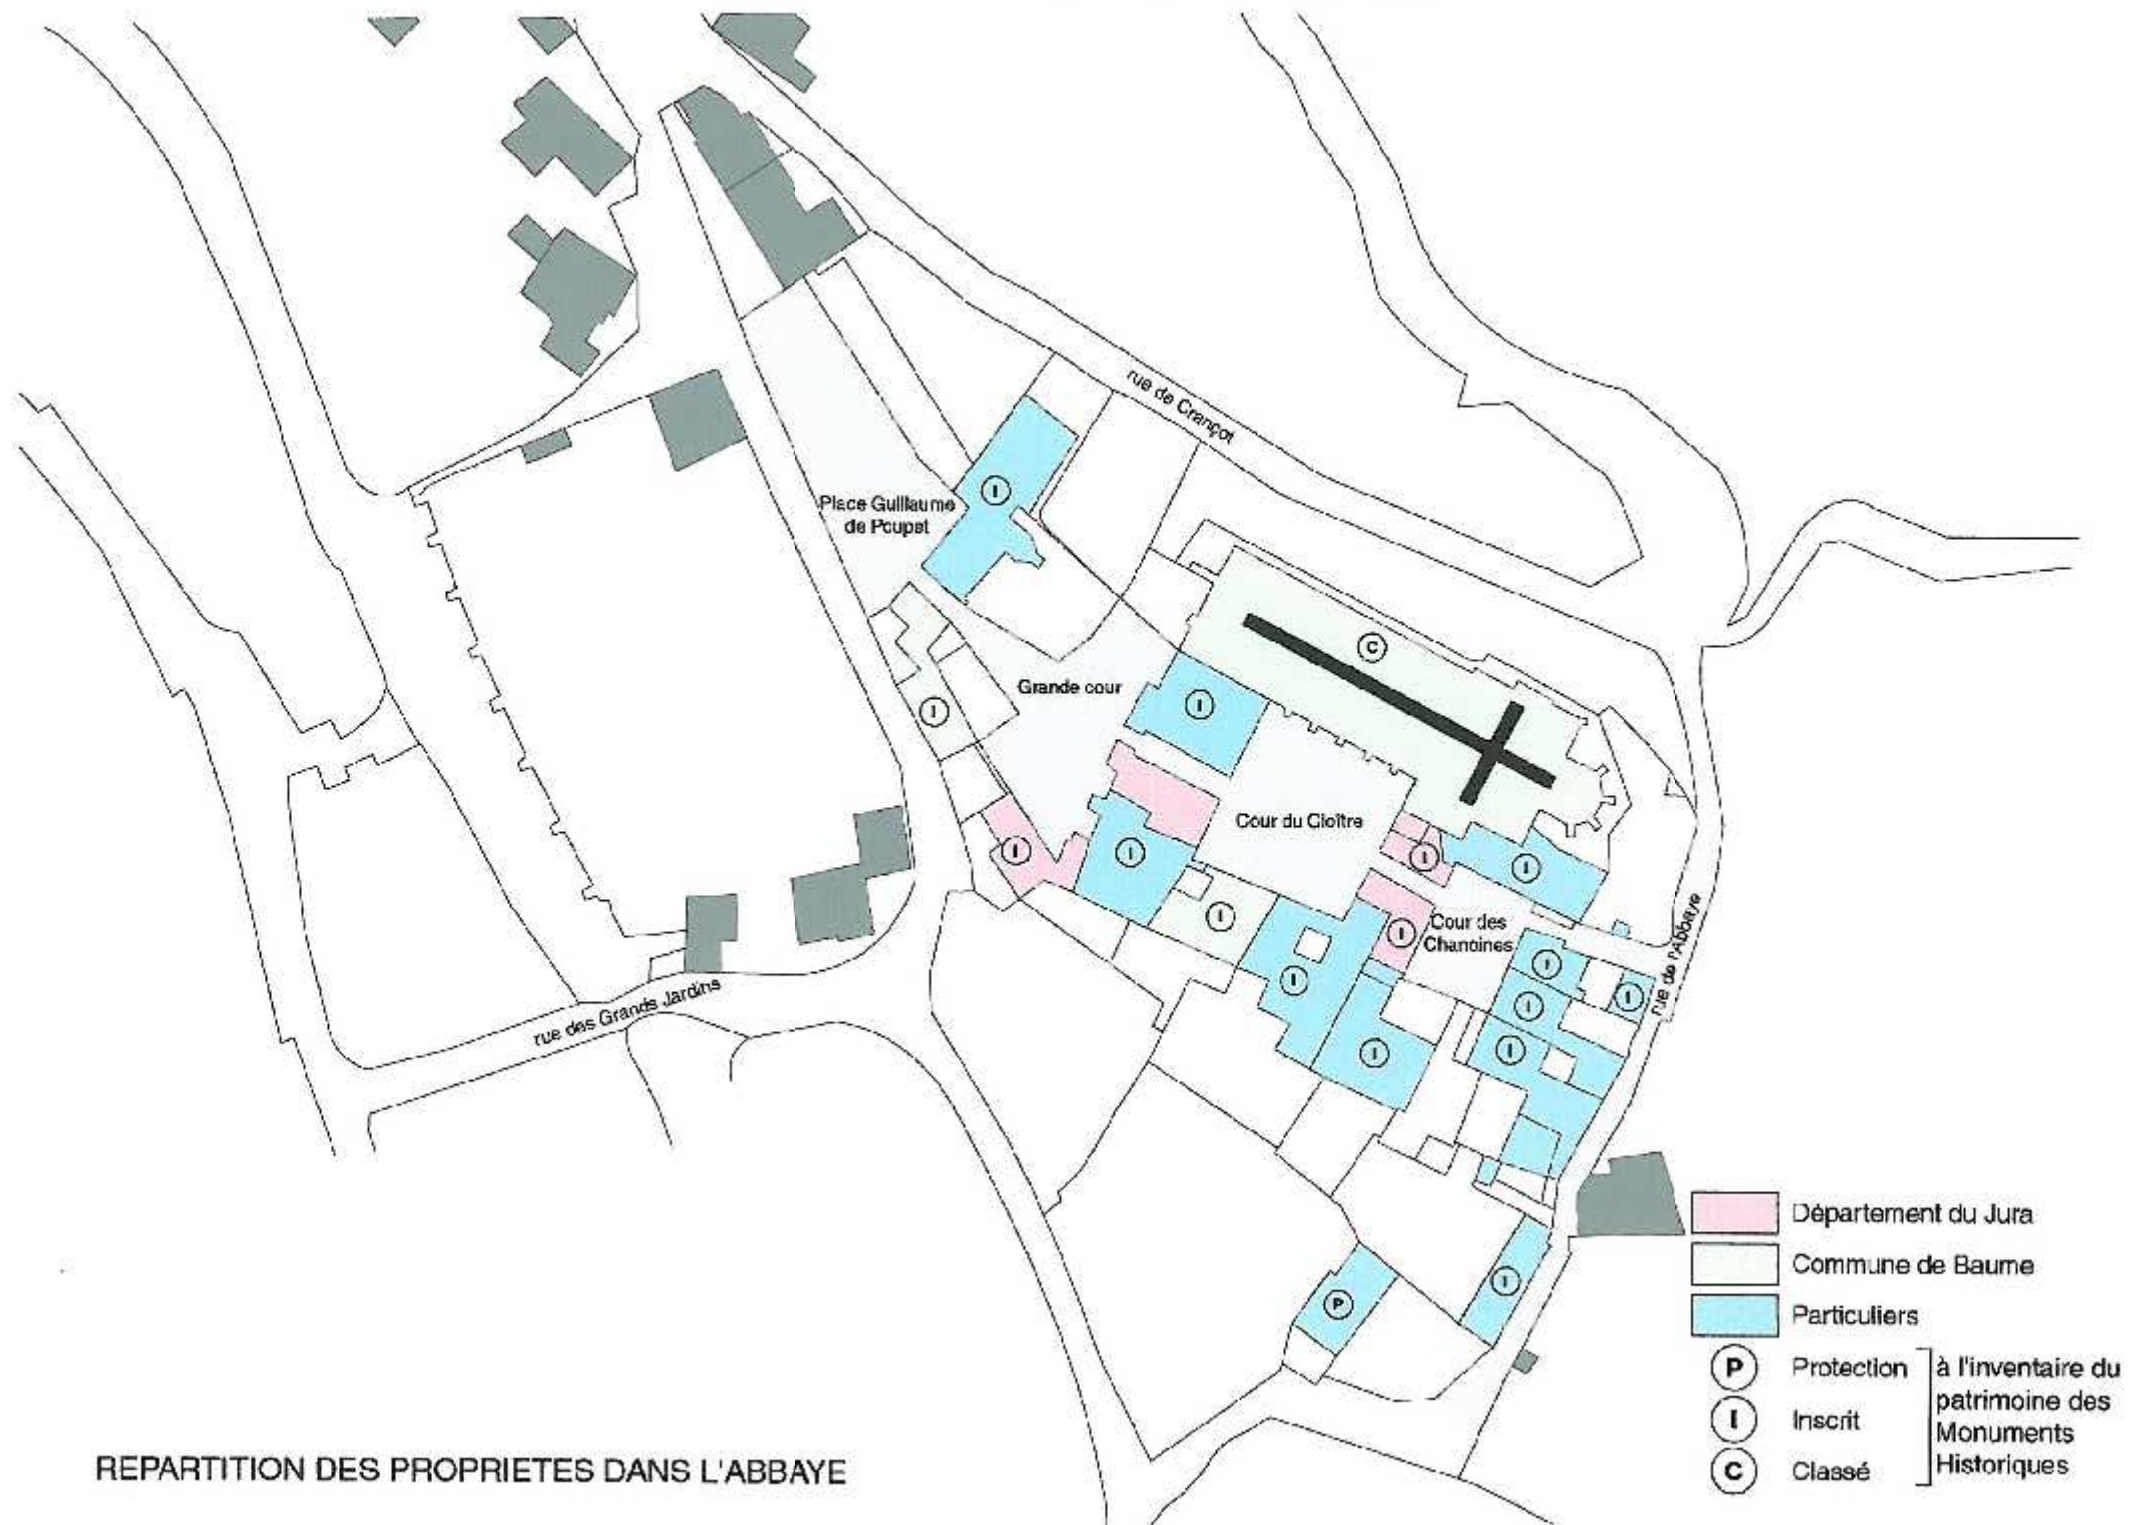 rue de Crançot
Place Guillaume
de Poupet
I
C
Grande cour
I
I
Cour du Cloître
I
I
I
I
I
Cour des
Chanoines
I
I
I
I
I
I
I
rue de l'Abbaye
rue des Grands Jardins
I
P
Département du Jura
Commune de Baume
Particuliers
P Protection
I Inscrit
C Classé
à l'inventaire du
patrimoine des
Monuments
Historiques
REPARTITION DES PROPRIETES DANS L'ABBAYE